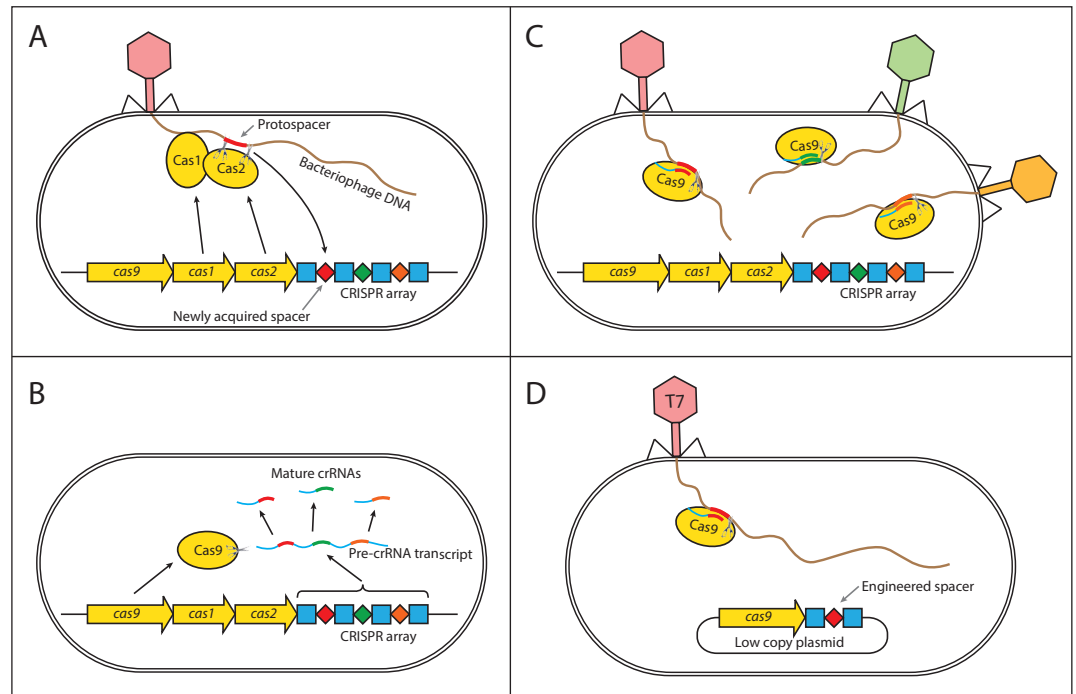 A
Protospacer
Cas1
Cas2
Bacteriophage DNA
cas9
cas1
cas2
CRISPR array
Newly acquired spacer
B
Mature crRNAs
Cas9
Pre-crRNA transcript
cas9
cas1
cas2
CRISPR array
C
Cas9
Cas9
Cas9
cas9
cas1
cas2
CRISPR array
D
T7
Cas9
Engineered spacer
cas9
Low copy plasmid